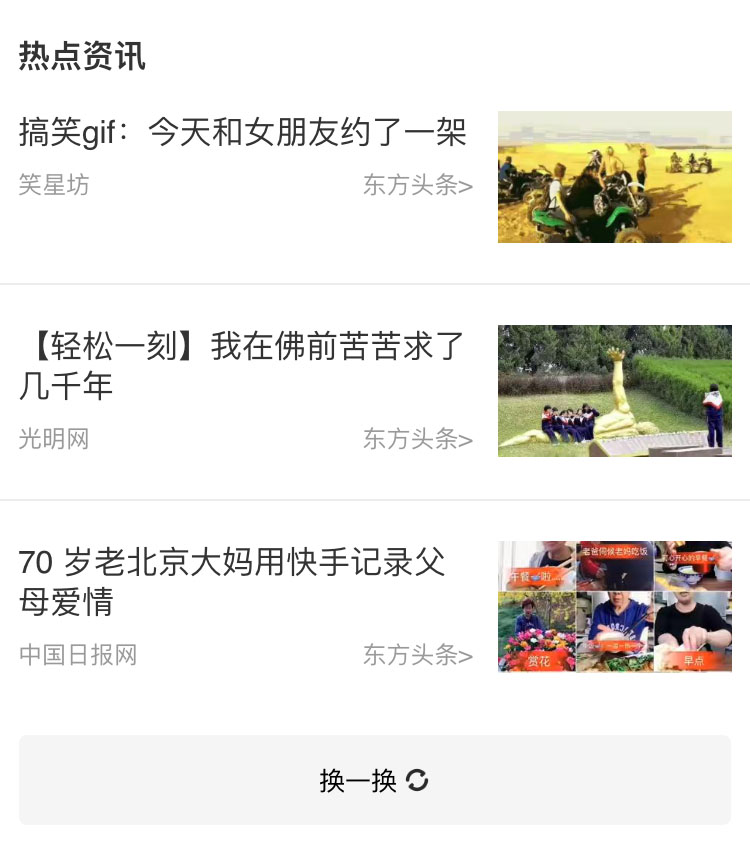 热点资讯
搞笑gif：今天和女朋友约了一架
笑星坊
东方头条>
【轻松一刻】我在佛前苦苦求了
几千年
光明网
东方头条>
70 岁老北京大妈用快手记录父
母爱情
中国日报网
东方头条>
午餐
老爸伺候老妈吃饭
开心的早餐
赏花
早点
换一换